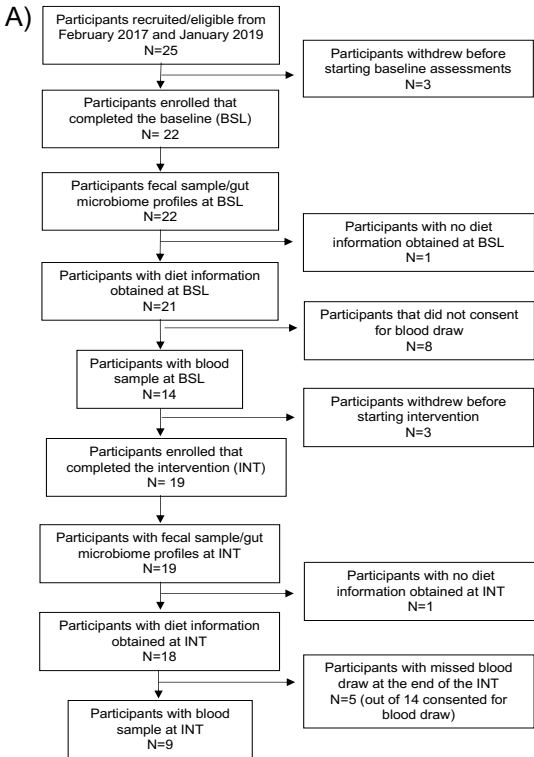 A)
Participants recruited/eligible from
February 2017 and January 2019
N=25
Participants withdrew before
starting baseline assessments
N=3
Participants enrolled that
completed the baseline (BSL)
N= 22
Participants fecal sample/gut
microbiome profiles at BSL
N=22
Participants with no diet
information obtained at BSL
N=1
Participants with diet information
obtained at BSL
N=21
Participants that did not consent
for blood draw
N=8
Participants with blood
sample at BSL
N=14
Participants withdrew before
starting intervention
N=3
Participants enrolled that
completed the intervention (INT)
N= 19
Participants with fecal sample/gut
microbiome profiles at INT
N=19
Participants with no diet
information obtained at INT
N=1
Participants with diet information
obtained at INT
N=18
Participants with missed blood
draw at the end of the INT
N=5 (out of 14 consented for
blood draw)
Participants with blood
sample at INT
N=9